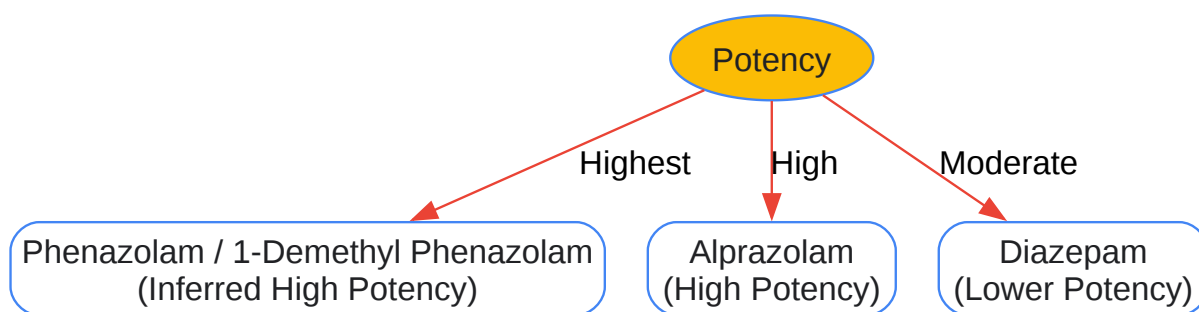 Potency
Highest
High
Moderate
Phenazolam / 1-Demethyl Phenazolam
(Inferred High Potency)
Alprazolam
(High Potency)
Diazepam
(Lower Potency)